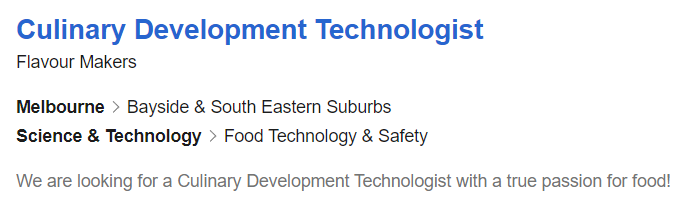 Culinary Development Technologist
Flavour Makers
Melbourne > Bayside & South Eastern Suburbs
Science & Technology > Food Technology & Safety
We are looking for a Culinary Development Technologist with a true passion for food!